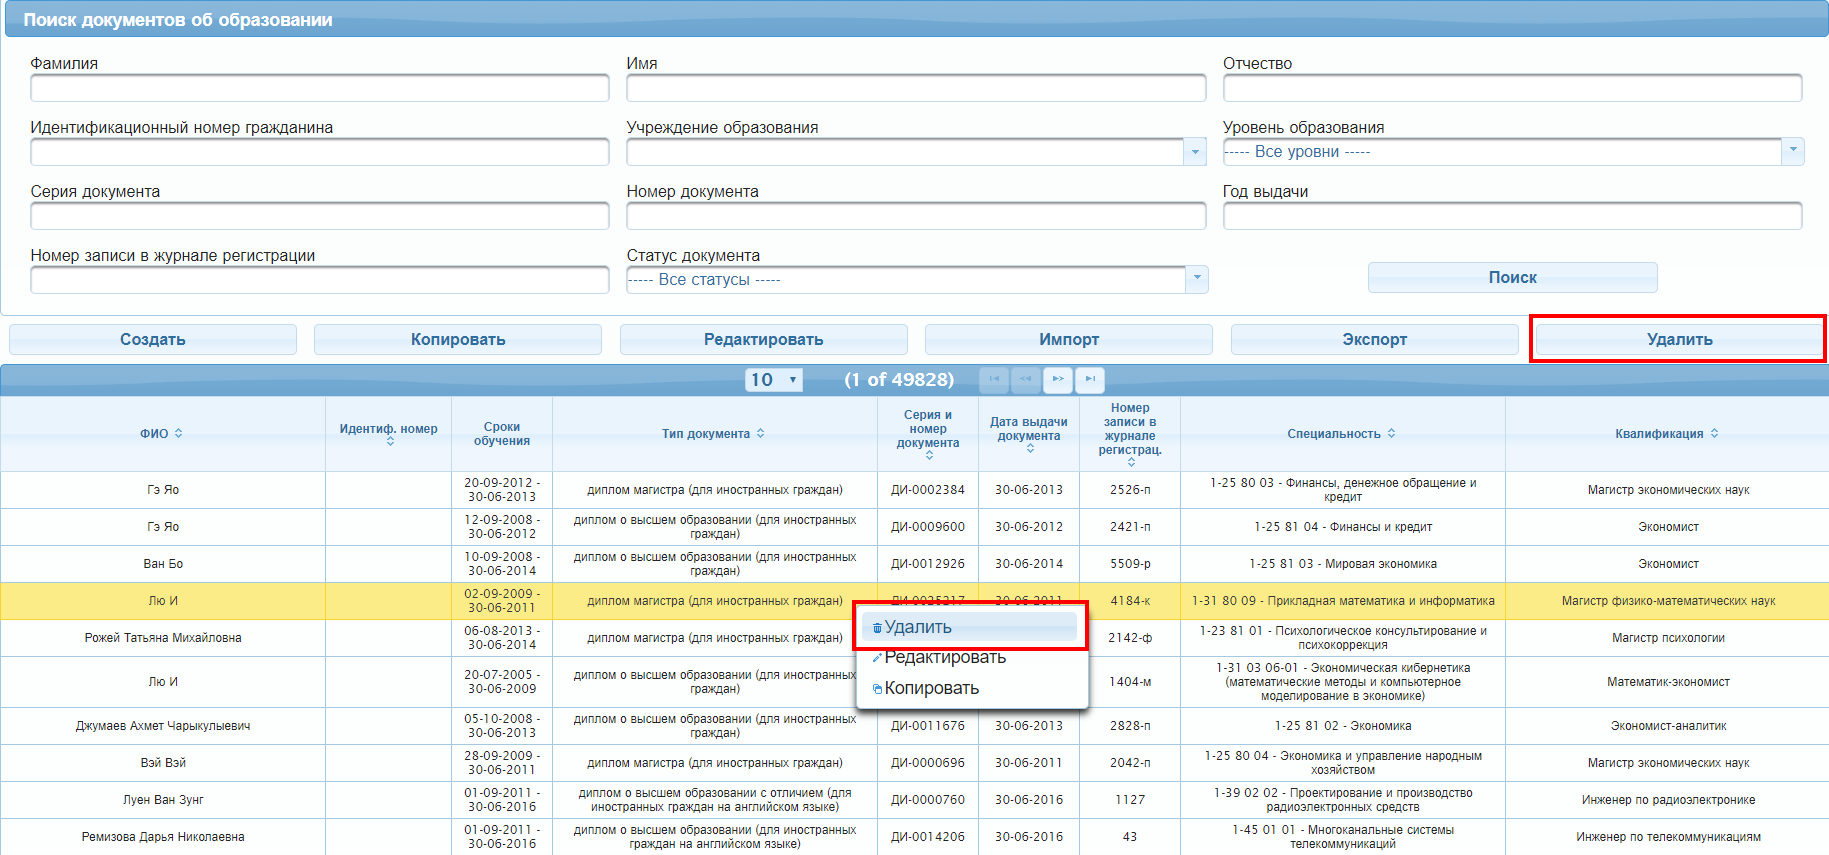 Поиск документов об образовании
Фамилия
Имя
Отчество
Идентификационный номер гражданина
Учреждение образования
Уровень образования
----- Все уровни -----
Серия документа
Номер документа
Год выдачи
Номер записи в журнале регистрации
Статус документа
----- Все статусы -----
Поиск
Создать
Копировать
Редактировать
Импорт
Экспорт
Удалить
10
(1 of 49828)
ФИО
Идентиф. номер
Сроки
обучения
Тип документа
Серия и
номер
документа
Дата выдачи
документа
Номер
записи в
журнале
регистрац.
Специальность
Квалификация
Гэ Яо
20-09-2012 -
30-06-2013
диплом магистра (для иностранных граждан)
ДИ-0002384
30-06-2013
2526-п
1-25 80 03 - Финансы, денежное обращение и
кредит
Магистр экономических наук
Гэ Яо
12-09-2008 -
30-06-2012
диплом о высшем образовании (для иностранных
граждан)
ДИ-0009600
30-06-2012
2421-п
1-25 81 04 - Финансы и кредит
Экономист
Ван Бо
10-09-2008 -
30-06-2014
диплом о высшем образовании (для иностранных
граждан)
ДИ-0012926
30-06-2014
5509-р
1-25 81 03 - Мировая экономика
Экономист
Лю И
02-09-2009 -
30-06-2011
диплом магистра (для иностранных граждан)
ДИ-0025217
30-06-2011
4184-к
1-31 80 09 - Прикладная математика и информатика
Магистр физико-математических наук
Удалить
Редактировать
Копировать
Рожей Татьяна Михайловна
06-08-2013 -
30-06-2014
диплом магистра (для иностранных граждан)
2142-ф
1-23 81 01 - Психологическое консультирование и
психокоррекция
Магистр психологии
Лю И
20-07-2005 -
30-06-2009
диплом о высшем образовании (для иностранных
граждан)
1404-м
1-31 03 06-01 - Экономическая кибернетика
(математические методы и компьютерное
моделирование в экономике)
Математик-экономист
Джумаев Ахмет Чарыкулыевич
05-10-2008 -
30-06-2013
диплом о высшем образовании (для иностранных
граждан)
ДИ-0011676
30-06-2013
2828-п
1-25 81 02 - Экономика
Экономист-аналитик
Вэй Вэй
28-09-2009 -
30-06-2011
диплом магистра (для иностранных граждан)
ДИ-0000696
30-06-2011
2042-п
1-25 80 04 - Экономика и управление народным
хозяйством
Магистр экономических наук
Луен Ван Зунг
01-09-2011 -
30-06-2016
диплом о высшем образовании с отличием (для
иностранных граждан на английском языке)
ДИ-0000760
30-06-2016
1127
1-39 02 02 - Проектирование и производство
радиоэлектронных средств
Инженер по радиоэлектронике
Ремизова Дарья Николаевна
01-09-2011 -
30-06-2016
диплом о высшем образовании (для иностранных
граждан на английском языке)
ДИ-0014206
30-06-2016
43
1-45 01 01 - Многоканальные системы
телекоммуникаций
Инженер по телекоммуникациям